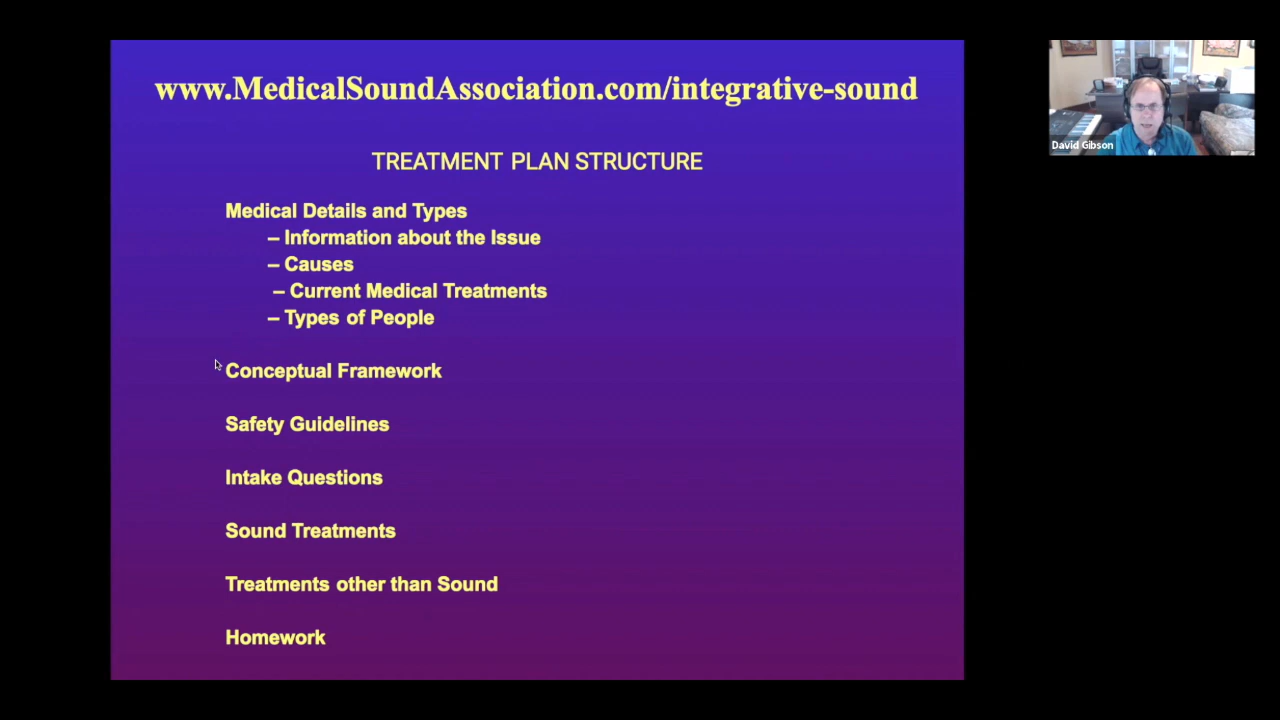 www.MedicalSoundAssociation.com/integrative-sound
TREATMENT PLAN STRUCTURE
Medical Details and Types
– Information about the Issue
– Causes
– Current Medical Treatments
– Types of People
Conceptual Framework
Safety Guidelines
Intake Questions
Sound Treatments
Treatments other than Sound
Homework
David Gibson